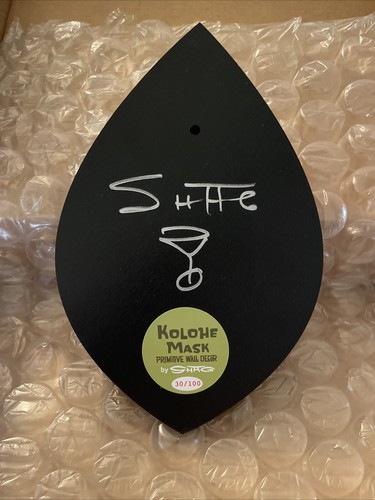 SHAG
KOLOHE
MASK
PRIMITIVE WALL DECOR
by SHAG
30/100